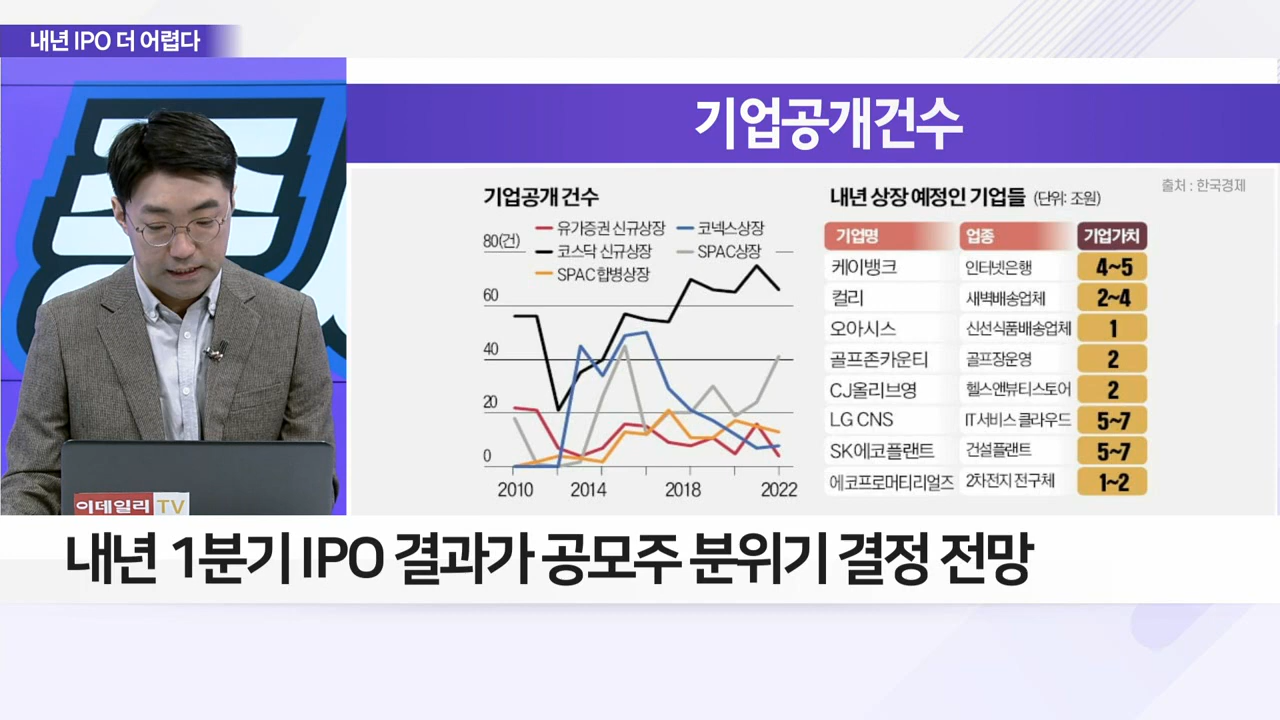 내년 IPO 더 어렵다
기업공개건수
출처 : 한국경제
기업공개 건수
유가증권 신규상장 코넥스상장
코스닥 신규상장 SPAC상장
SPAC 합병상장
80(건)
60
40
20
0
2010 2014 2018 2022
내년 상장 예정인 기업들 (단위: 조원)
기업명 업종 기업가치
케이뱅크 인터넷은행 4~5
컬리 새벽배송업체 2~4
오아시스 신선식품배송업체 1
골프존카운티 골프장운영 2
CJ올리브영 헬스앤뷰티스토어 2
LG CNS IT서비스 클라우드 5~7
SK에코플랜트 건설플랜트 5~7
에코프로머티리얼즈 2차전지 전구체 1~2
이데일리 TV
내년 1분기 IPO 결과가 공모주 분위기 결정 전망